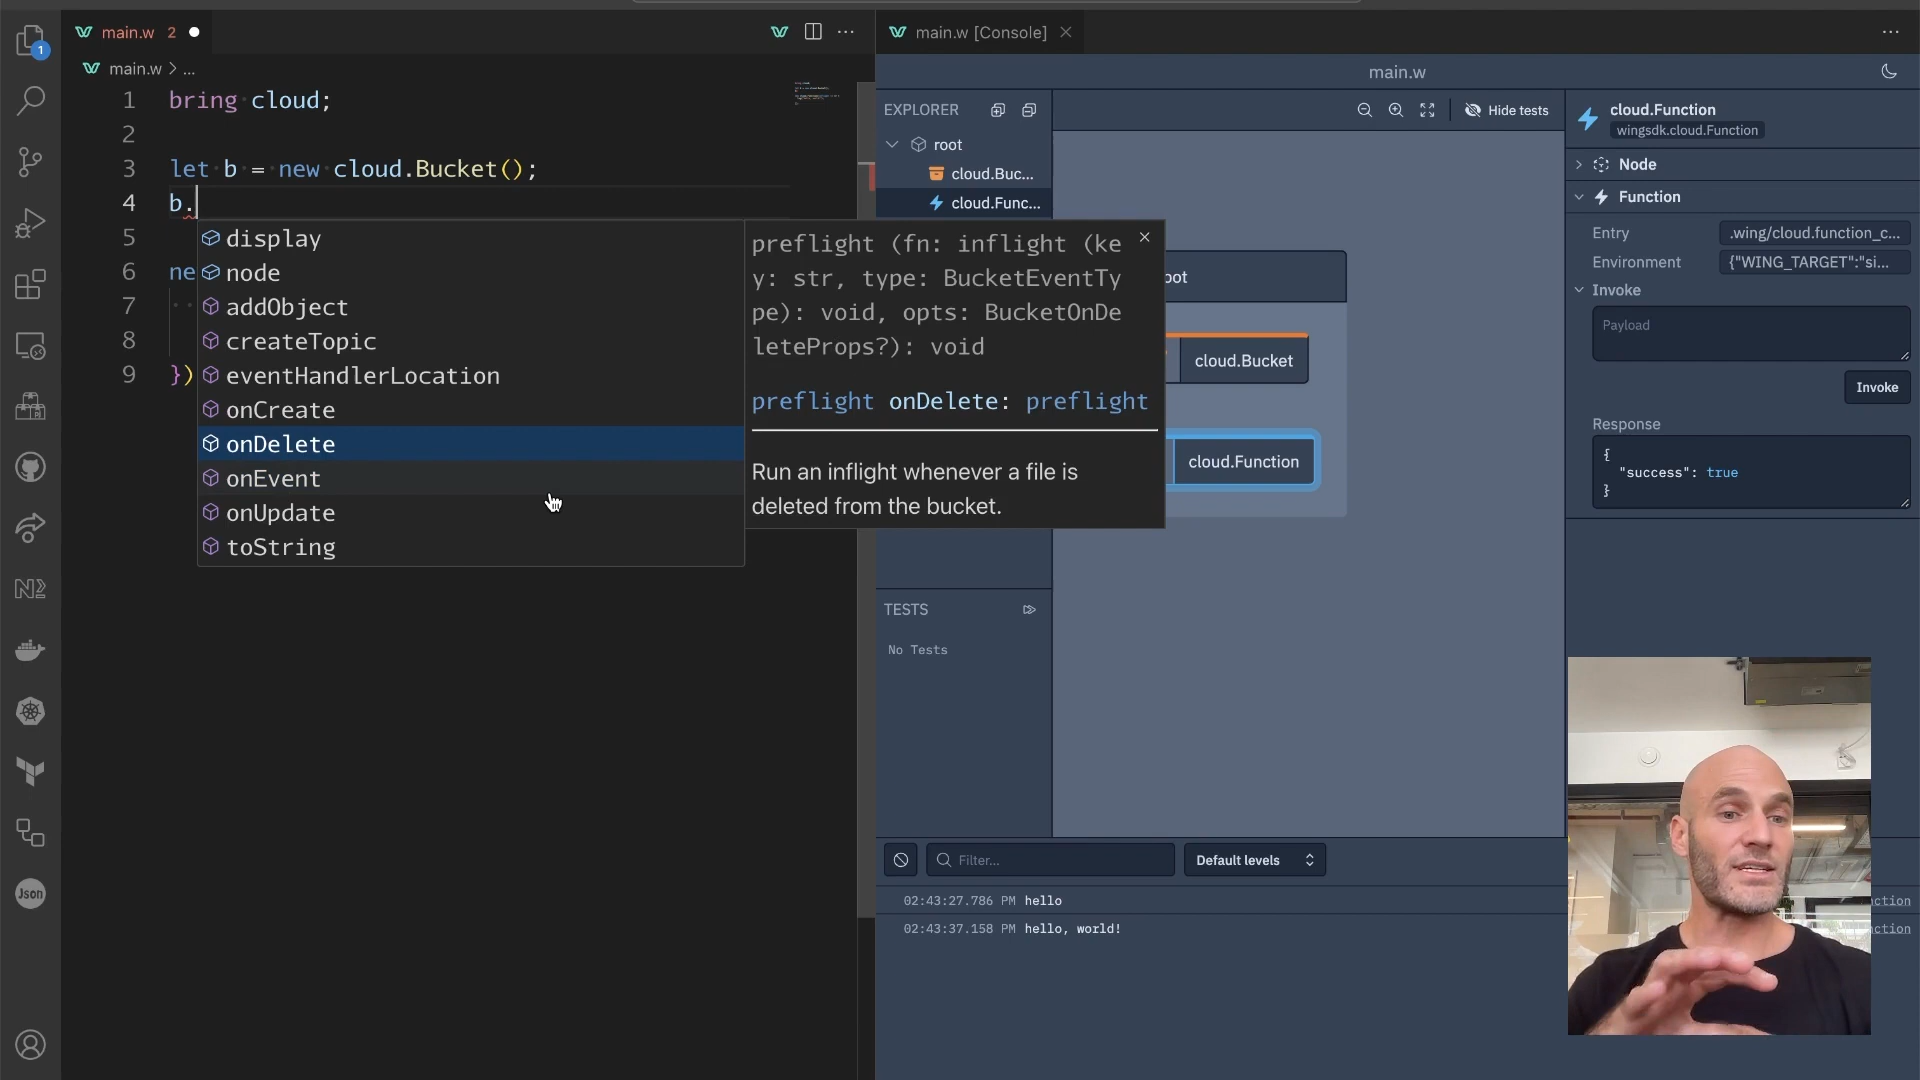 main.w 2
main.w > ...
1 bring cloud;
2
3 let b = new cloud.Bucket();
4 b.
5
6 ne
7
8
9 })
display
node
addObject
createTopic
eventHandlerLocation
onCreate
onDelete
onEvent
onUpdate
toString
preflight (fn: inflight (ke
y: str, type: BucketEventTy
pe): void, opts: BucketOnDe
leteProps?): void
preflight onDelete: preflight
Run an inflight whenever a file is
deleted from the bucket.
main.w [Console]
main.w
EXPLORER
root
cloud.Buc...
cloud.Func...
Hide tests
oot
cloud.Bucket
cloud.Function
TESTS
No Tests
cloud.Function
wingsdk.cloud.Function
Node
Function
Entry .wing/cloud.function_c...
Environment {"WING_TARGET":"si...
Invoke
Payload
Invoke
Response
{
"success": true
}
Filter...
Default levels
02:43:27.786 PM hello
ction
02:43:37.158 PM hello, world!
ction
1
Json